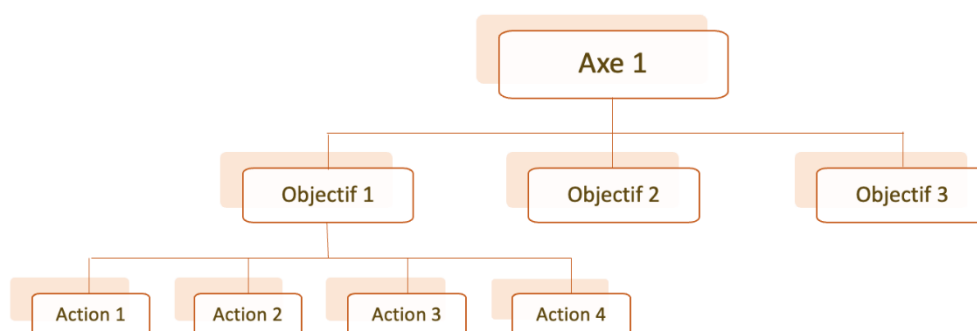 Axe 1
Objectif 1
Objectif 2
Objectif 3
Action 1
Action 2
Action 3
Action 4